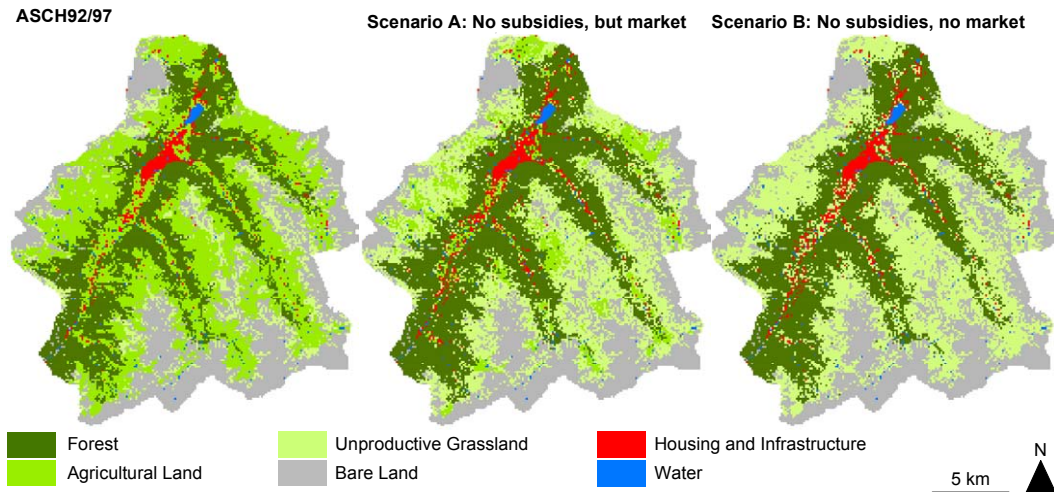 ASCH92/97
Scenario A: No subsidies, but market
Scenario B: No subsidies, no market
Forest
Unproductive Grassland
Housing and Infrastructure
N
Agricultural Land
Bare Land
Water
5 km